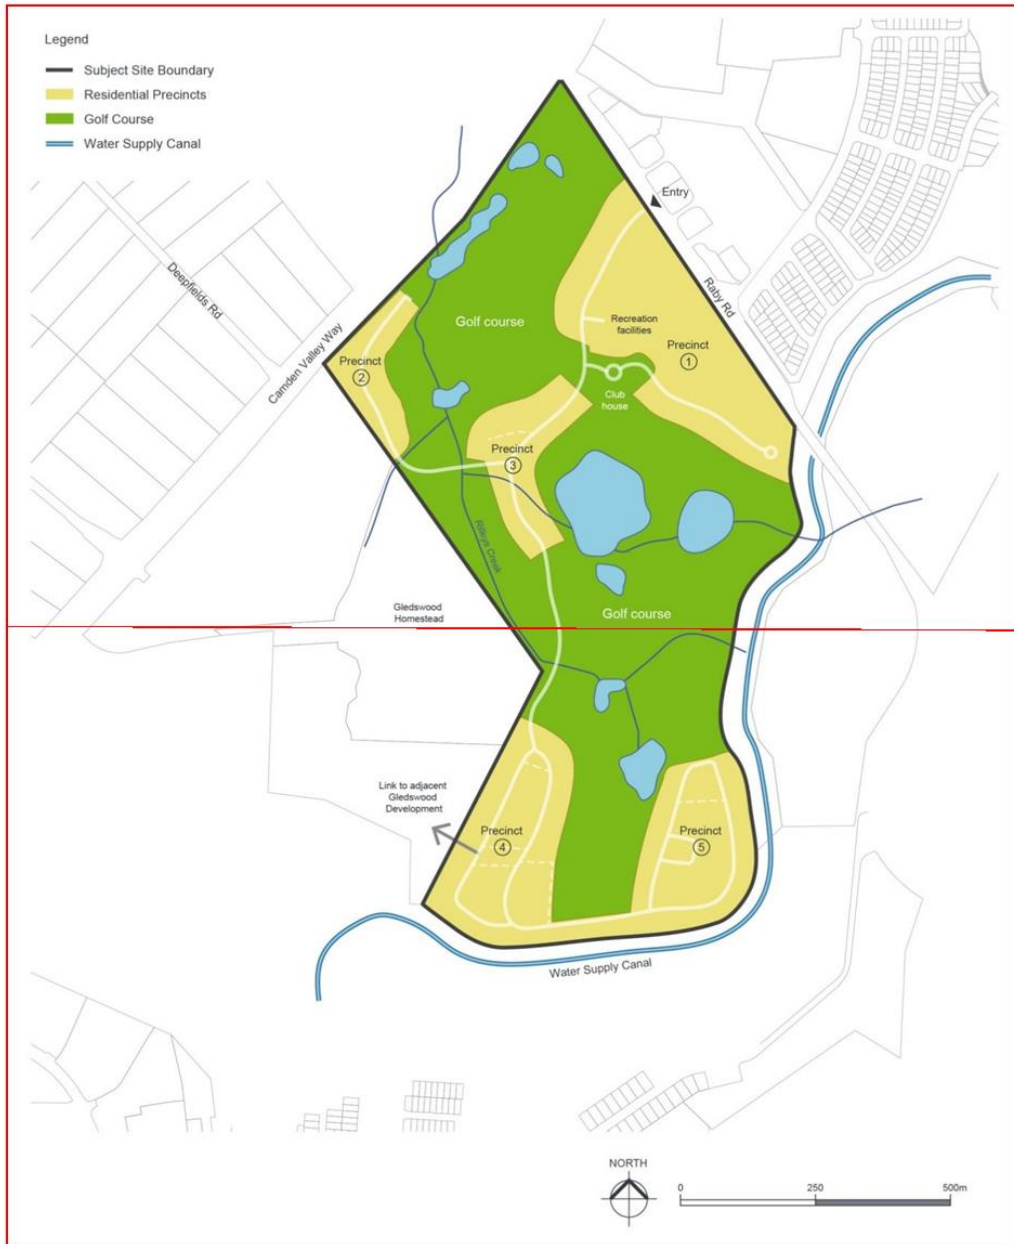 Legend
Subject Site Boundary
Residential Precincts
Golf Course
Water Supply Canal
Entry
Deepfields Rd
Raby Rd
Camden Valley Way
Golf course
Recreation
facilities
Precinct
1
Precinct
2
Club
house
Precinct
3
Rileys Creek
Gledswood
Homestead
Golf course
Link to adjacent
Gledswood
Development
Precinct
4
Precinct
5
Water Supply Canal
NORTH
0 250 500m